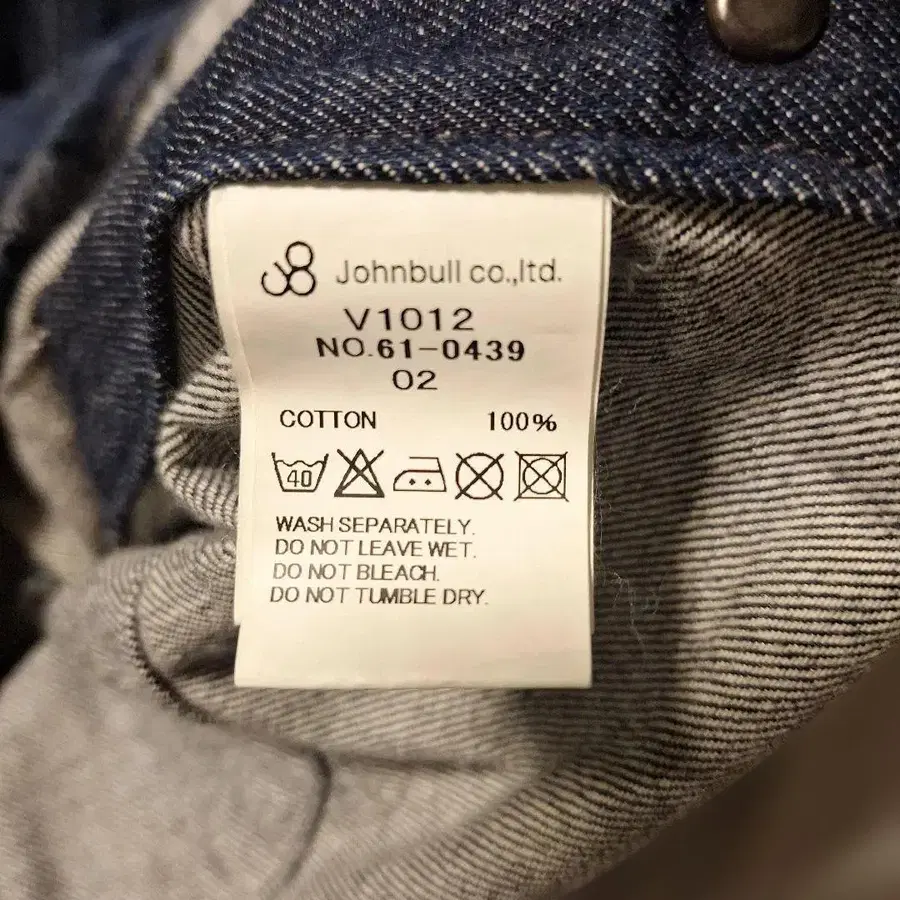 Johnbull co.,ltd.
V1012
NO.61-0439
02
COTTON 100%
40
WASH SEPARATELY.
DO NOT LEAVE WET.
DO NOT BLEACH.
DO NOT TUMBLE DRY.